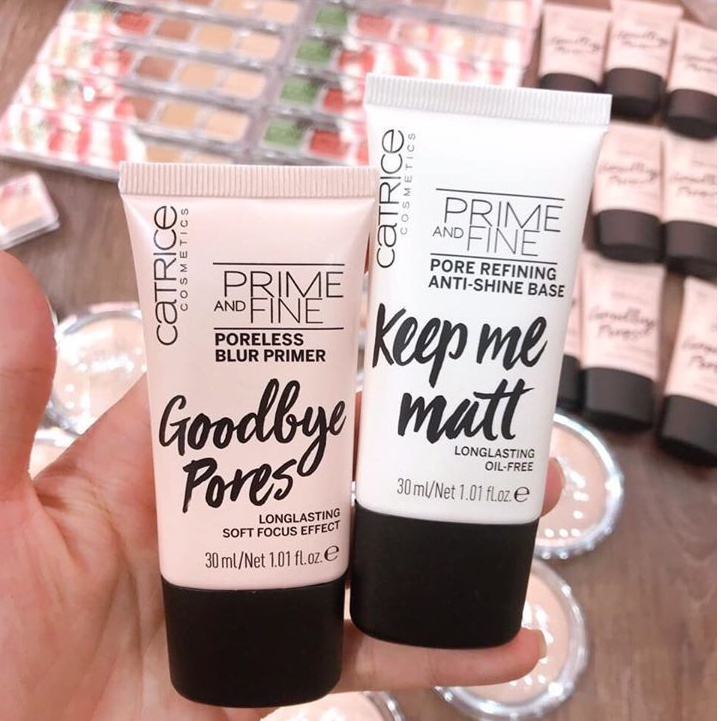 CATRICE
COSMETICS
PRIME
AND FINE
PORELESS
BLUR PRIMER
Goodbye
Pores
LONGLASTING
SOFT FOCUS EFFECT
30 ml/Net 1.01 fl.oz. e
CATRICE
COSMETICS
PRIME
AND FINE
PORE REFINING
ANTI-SHINE BASE
Keep me
matt
LONGLASTING
OIL-FREE
30 ml/Net 1.01 fl.oz. e
Goodbye
Pores